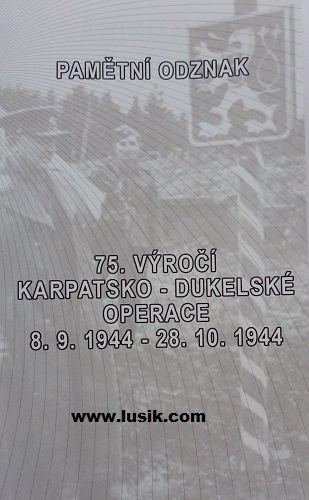 PAMĚTNÍ ODZNAK
75. VÝROČÍ
KARPATSKO - DUKELSKÉ
OPERACE
8. 9. 1944 - 28. 10. 1944
www.lusik.com